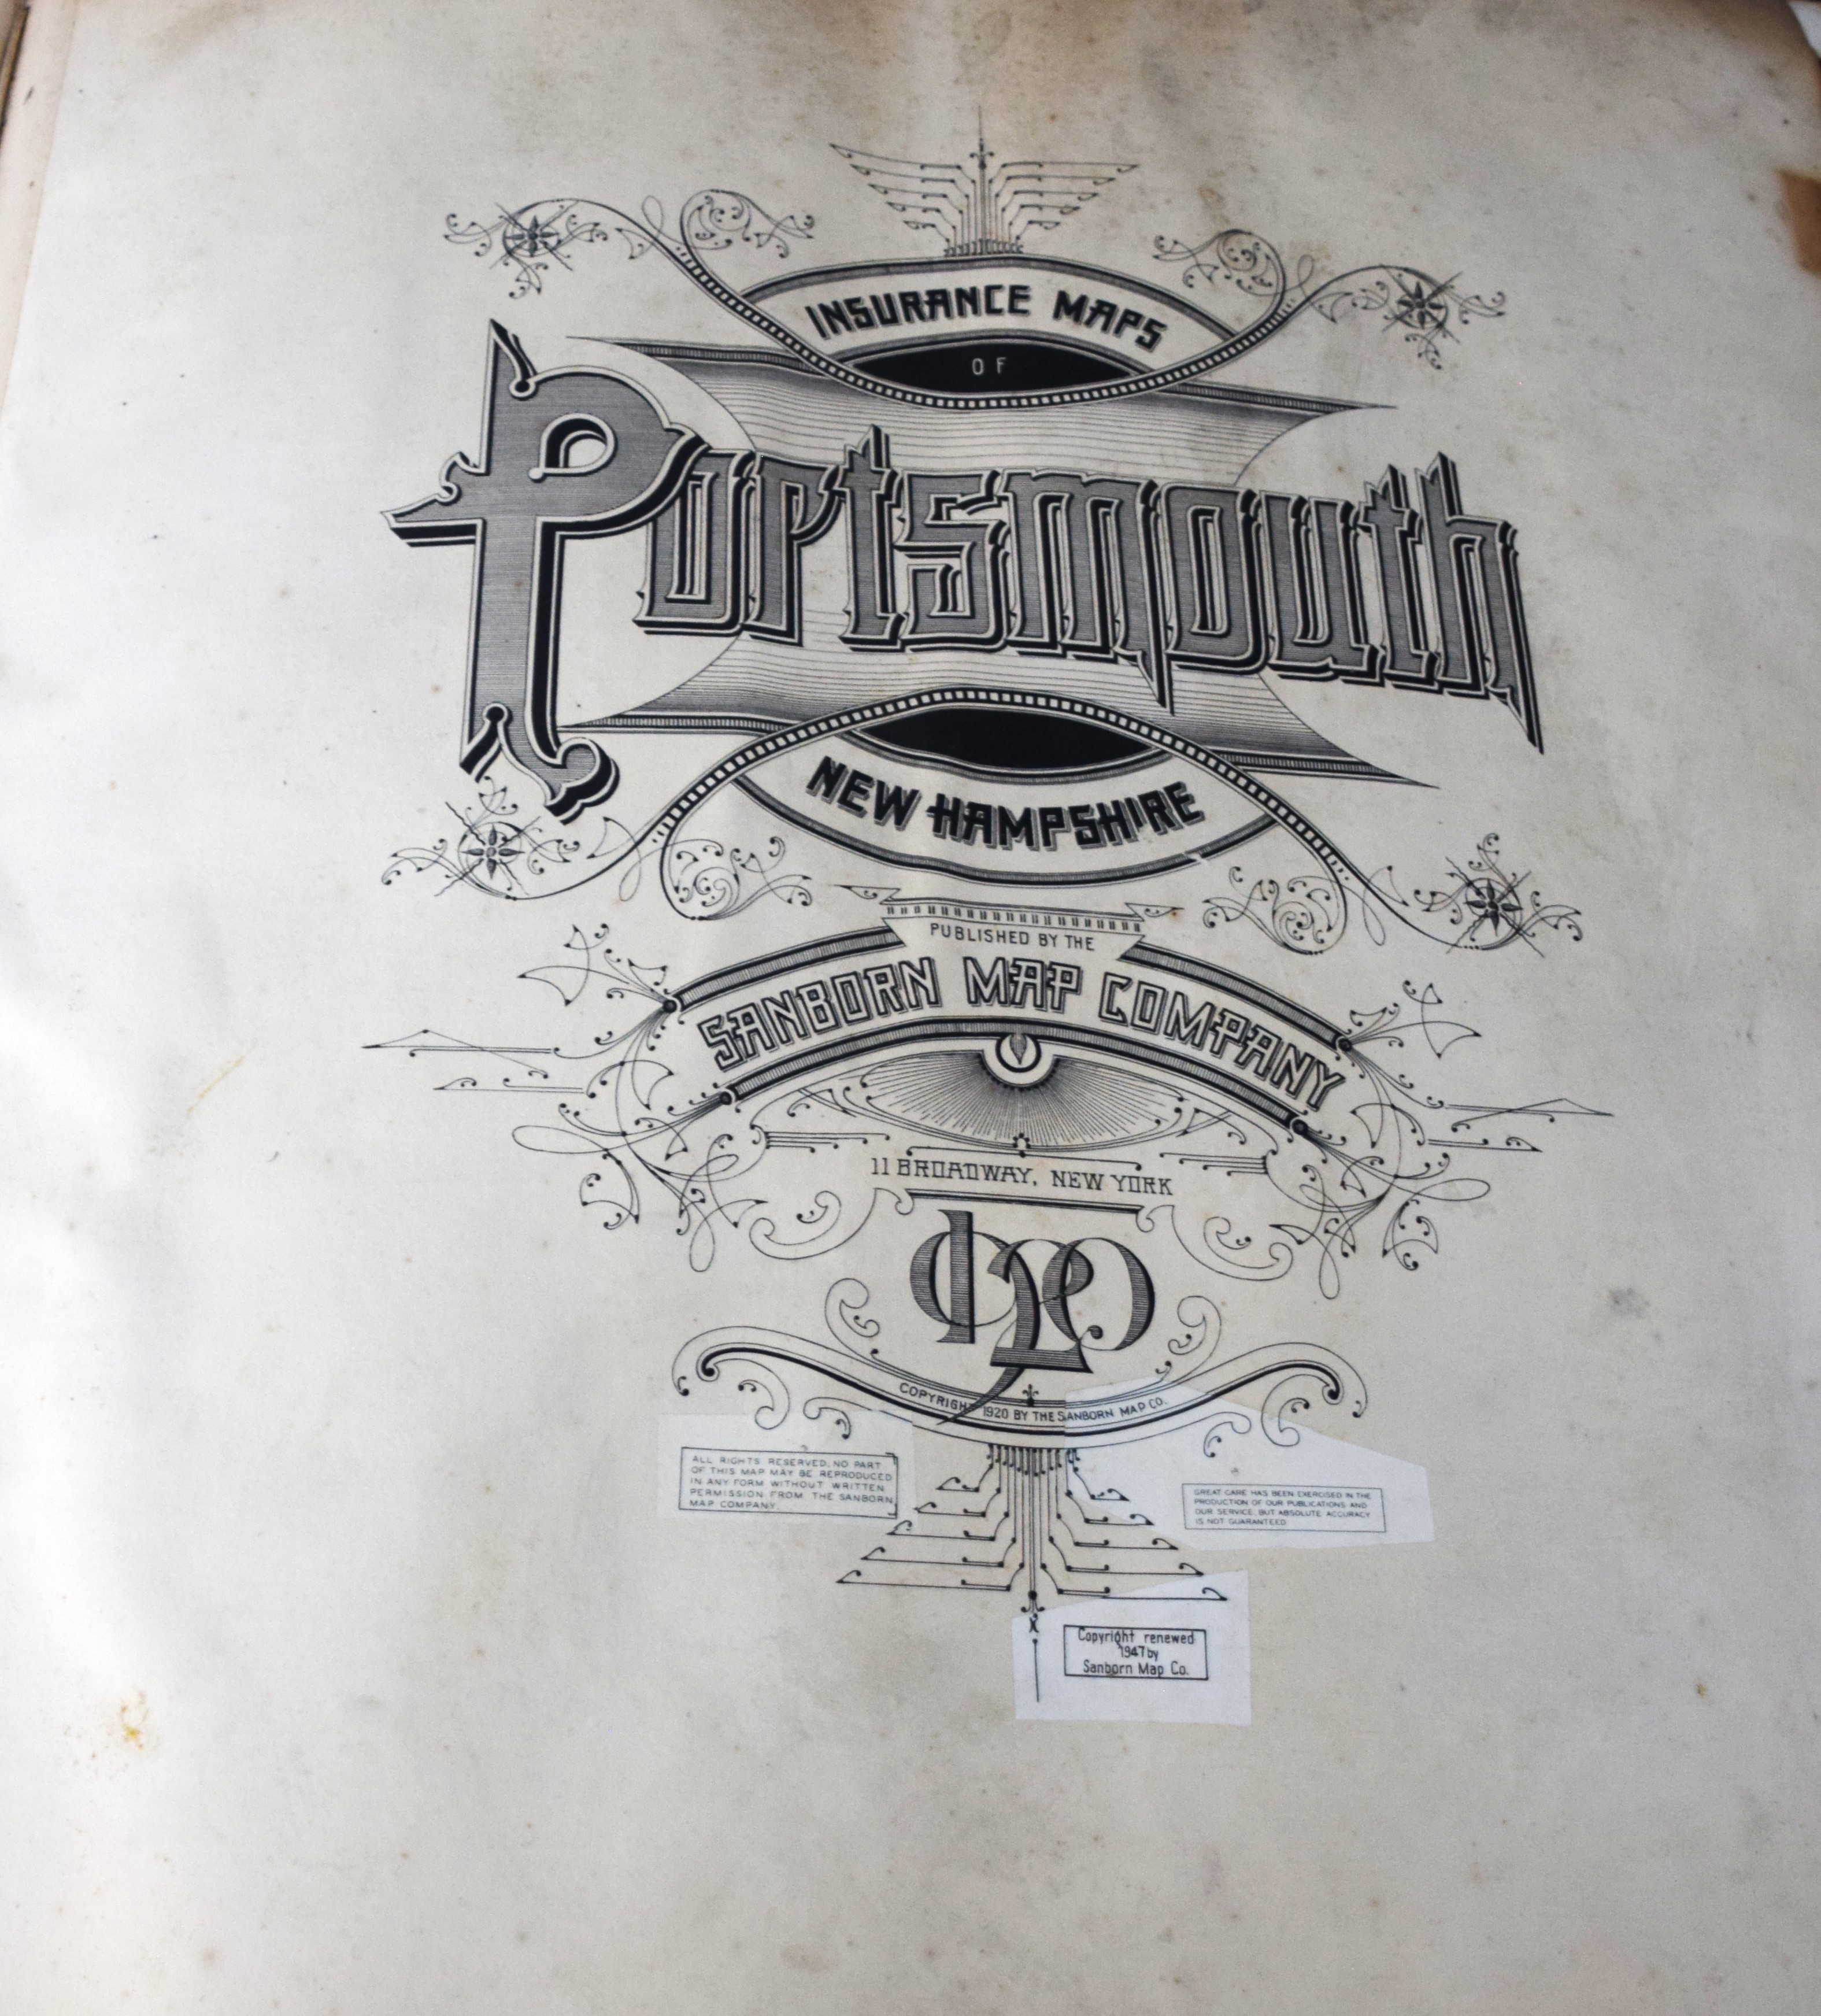 INSURANCE MAPS
OF
Portsmouth
NEW HAMPSHIRE
PUBLISHED BY THE
SANBORN MAP COMPANY
11 BROADWAY, NEW YORK
1920
COPYRIGHT 1920 BY THE SANBORN MAP CO.
ALL RIGHTS RESERVED, NO PART
OF THIS MAP MAY BE REPRODUCED
IN ANY FORM WITHOUT WRITTEN
PERMISSION FROM THE SANBORN
MAP COMPANY.
GREAT CARE HAS BEEN EXERCISED IN THE
PRODUCTION OF OUR PUBLICATIONS AND
OUR SERVICE, BUT ABSOLUTE ACCURACY
IS NOT GUARANTEED
Copyright renewed
1947 by
Sanborn Map Co.